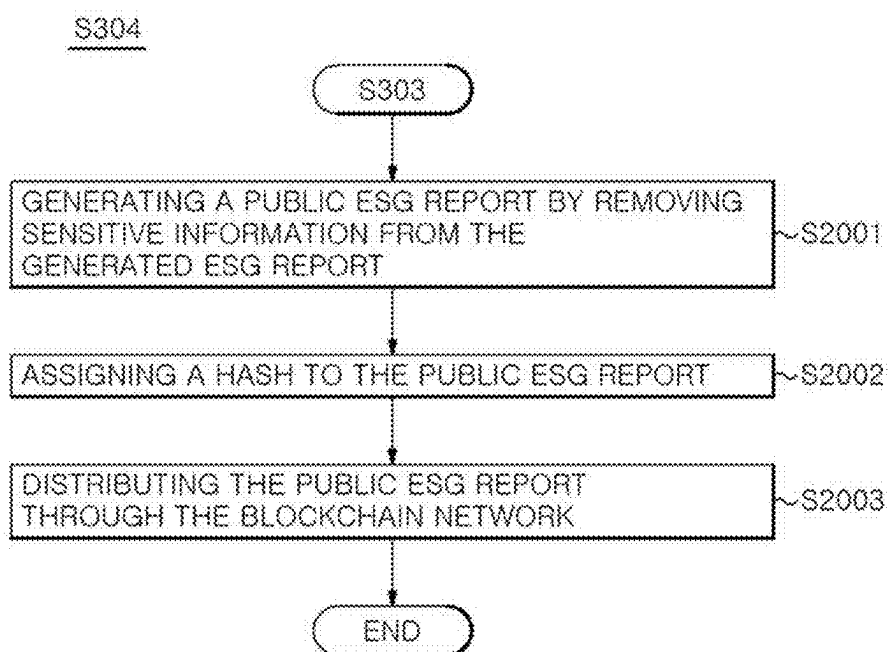 S304
S303
GENERATING A PUBLIC ESG REPORT BY REMOVING
SENSITIVE INFORMATION FROM THE
GENERATED ESG REPORT
S2001
ASSIGNING A HASH TO THE PUBLIC ESG REPORT
S2002
DISTRIBUTING THE PUBLIC ESG REPORT
THROUGH THE BLOCKCHAIN NETWORK
S2003
END